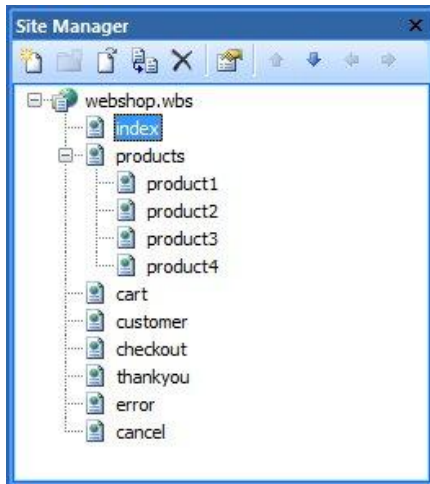 Site Manager
webshop.wbs
index
products
product1
product2
product3
product4
cart
customer
checkout
thankyou
error
cancel